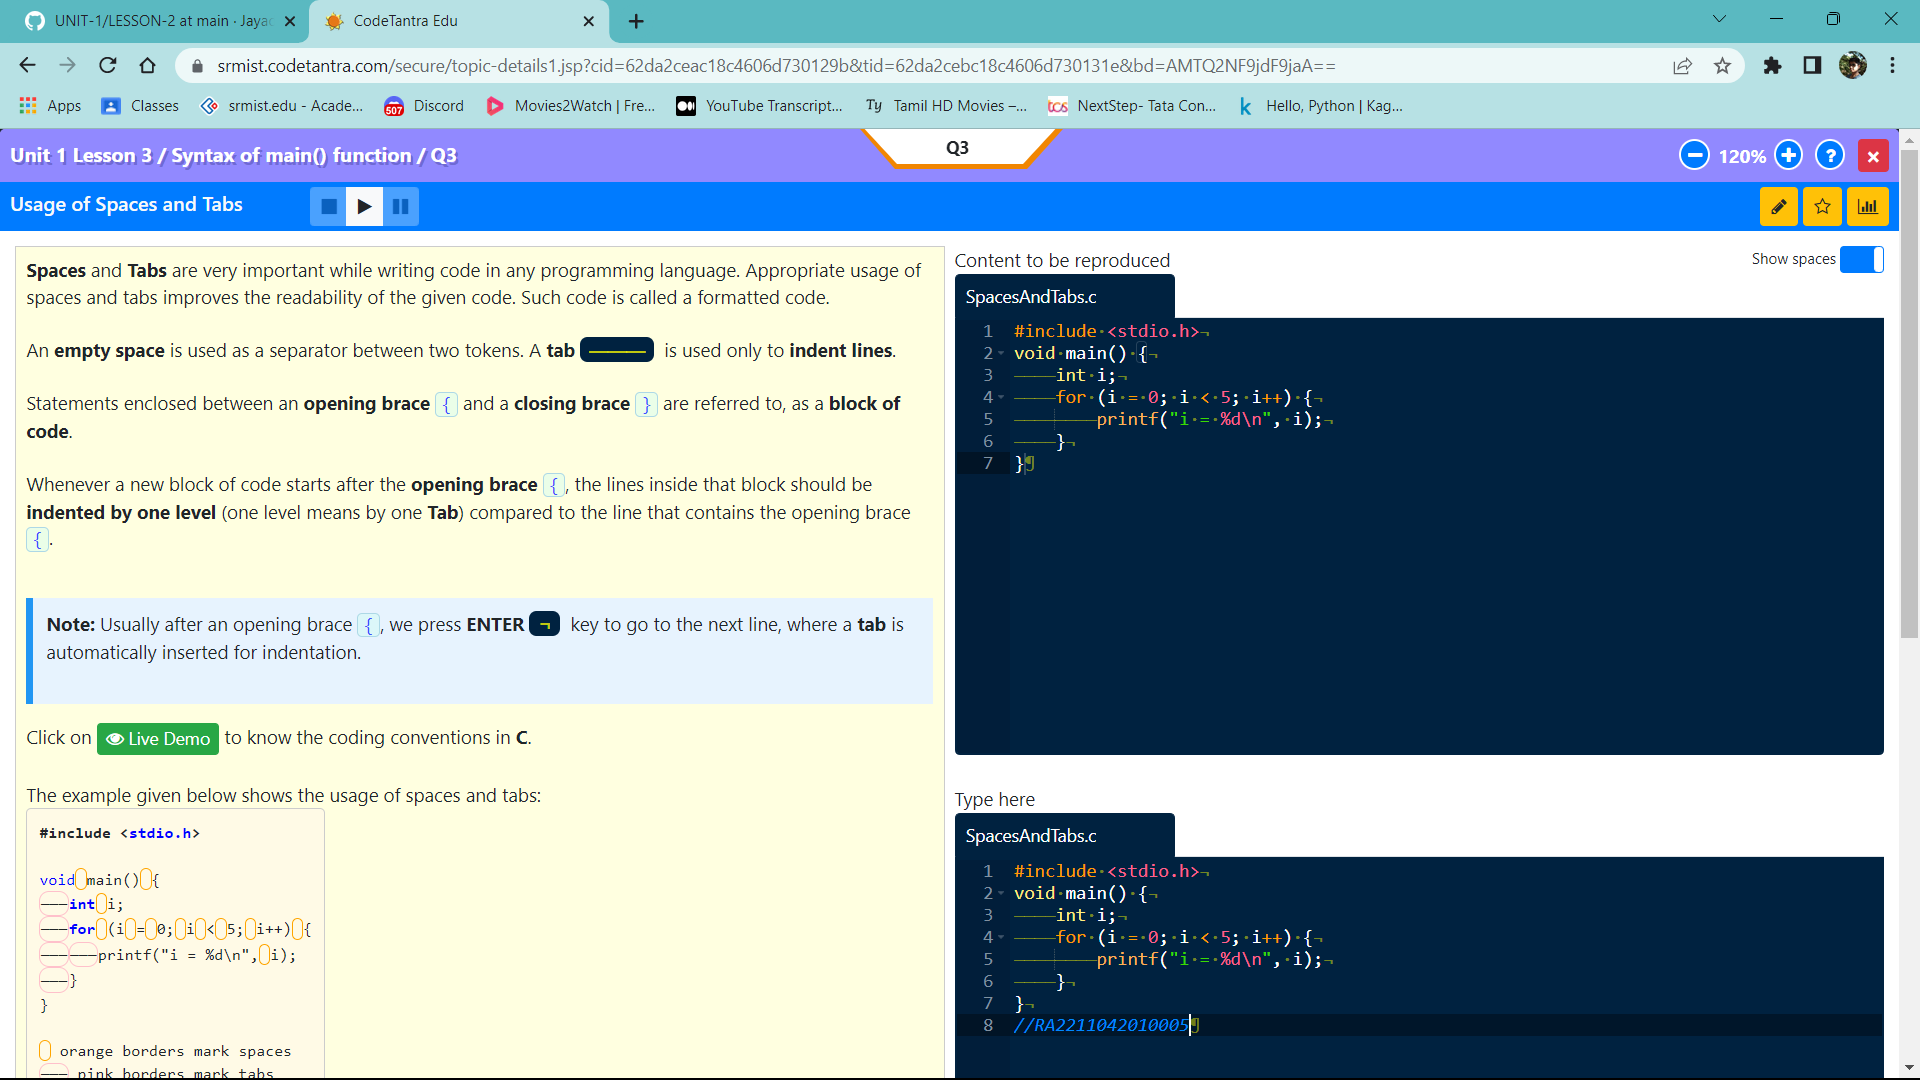 UNIT-1/LESSON-2 at main · Jayac
CodeTantra Edu
srmist.codetantra.com/secure/topic-details1.jsp?cid=62da2ceac18c4606d730129b&tid=62da2cebc18c4606d730131e&bd=AMTQ2NF9jdF9jaA==
Apps
Classes
srmist.edu - Acade...
507
Discord
Movies2Watch | Fre...
YouTube Transcript...
Ty
Tamil HD Movies –...
tcs
NextStep- Tata Con...
k
Hello, Python | Kag...
Unit 1 Lesson 3 / Syntax of main() function / Q3
Q3
120%
?
Usage of Spaces and Tabs
Spaces and Tabs are very important while writing code in any programming language. Appropriate usage of
spaces and tabs improves the readability of the given code. Such code is called a formatted code.
An empty space is used as a separator between two tokens. A tab ——— is used only to indent lines.
Statements enclosed between an opening brace { and a closing brace } are referred to, as a block of
code.
Whenever a new block of code starts after the opening brace {, the lines inside that block should be
indented by one level (one level means by one Tab) compared to the line that contains the opening brace
{.
Note: Usually after an opening brace {, we press ENTER ¬ key to go to the next line, where a tab is
automatically inserted for indentation.
Click on Live Demo to know the coding conventions in C.
The example given below shows the usage of spaces and tabs:
#include <stdio.h>
void main() {
———int i;
———for (i = 0; i < 5; i++) {
——————printf("i = %d\n", i);
———}
}
orange borders mark spaces
——— pink borders mark tabs
Content to be reproduced
Show spaces
SpacesAndTabs.c
1 #include·<stdio.h>¬
2 void·main()·{¬
3 ————int·i;¬
4 ————for·(i·=·0;·i·<·5;·i++)·{¬
5 ————————printf("i·=·%d\n",·i);¬
6 ————}¬
7 }¶
Type here
SpacesAndTabs.c
1 #include·<stdio.h>¬
2 void·main()·{¬
3 ————int·i;¬
4 ————for·(i·=·0;·i·<·5;·i++)·{¬
5 ————————printf("i·=·%d\n",·i);¬
6 ————}¬
7 }¬
8 //RA2211042010005¶